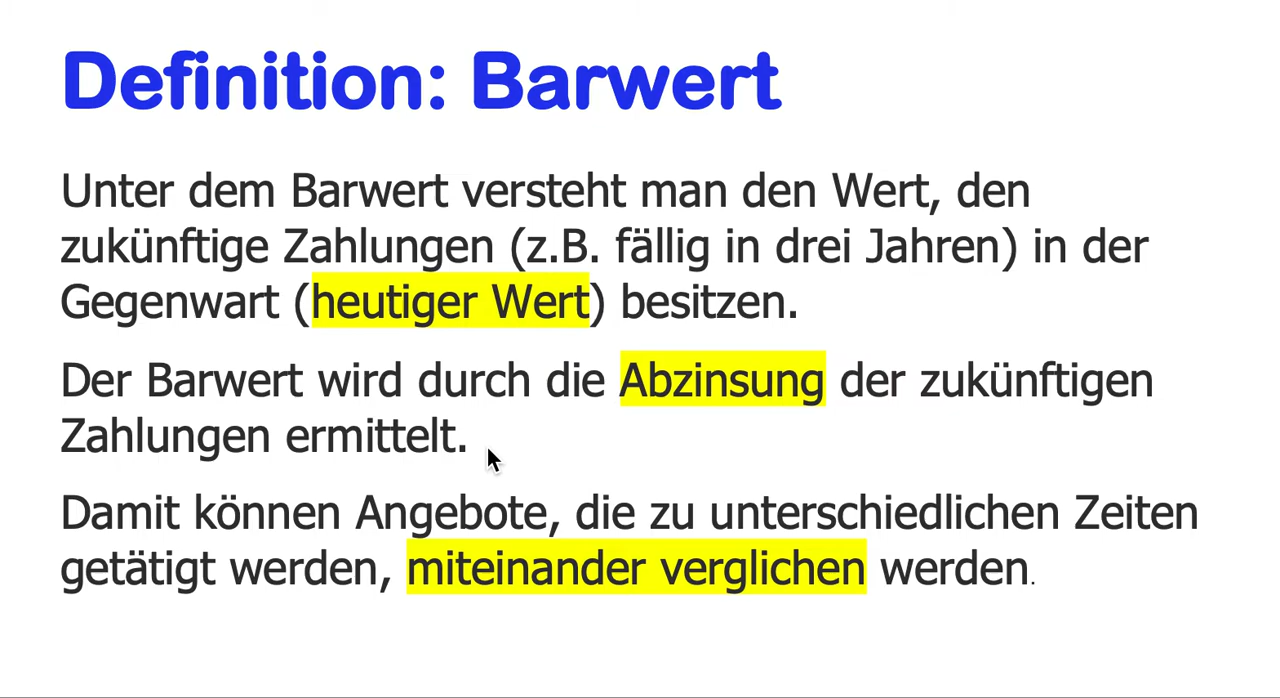 Definition: Barwert
Unter dem Barwert versteht man den Wert, den
zukünftige Zahlungen (z.B. fällig in drei Jahren) in der
Gegenwart (heutiger Wert) besitzen.
Der Barwert wird durch die Abzinsung der zukünftigen
Zahlungen ermittelt.
Damit können Angebote, die zu unterschiedlichen Zeiten
getätigt werden, miteinander verglichen werden.